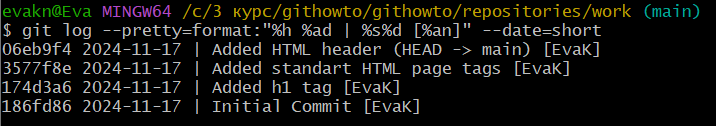 evakn@Eva MINGW64 /c/3 курс/githowto/githowto/repositories/work (main)
$ git log --pretty=format:"%h %ad | %s%d [%an]" --date=short
06eb9f4 2024-11-17 | Added HTML header (HEAD -> main) [EvaK]
3577f8e 2024-11-17 | Added standart HTML page tags [EvaK]
174d3a6 2024-11-17 | Added h1 tag [EvaK]
186fd86 2024-11-17 | Initial Commit [EvaK]